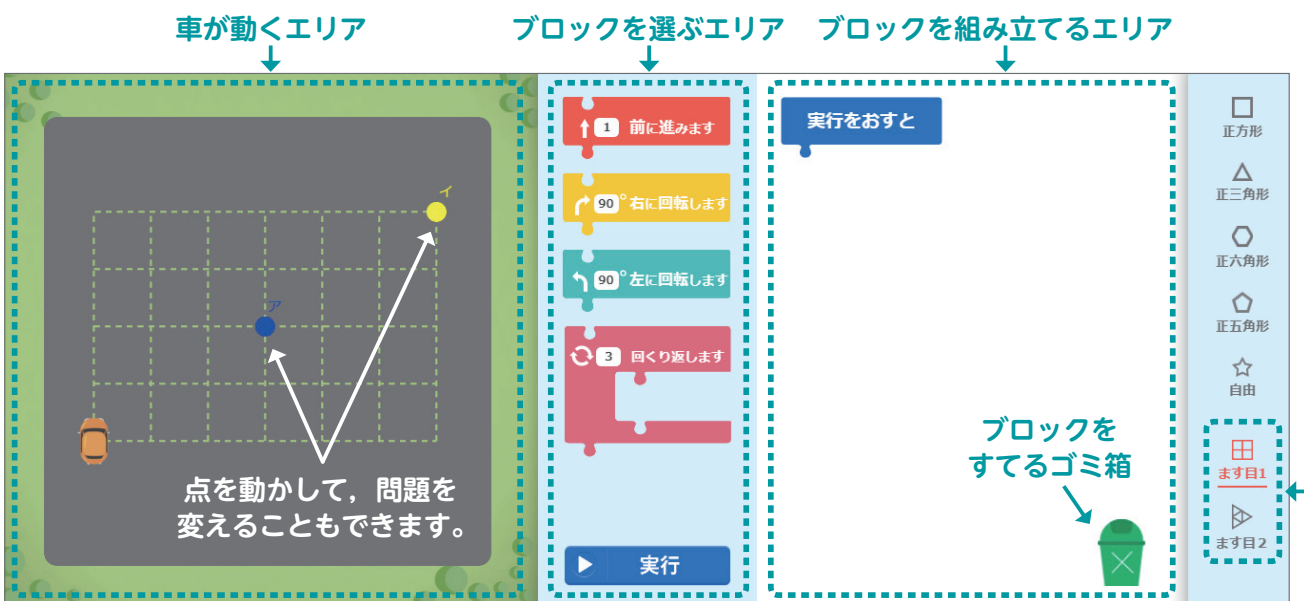 車が動くエリア
ブロックを選ぶエリア
ブロックを組み立てるエリア
イ
ア
点を動かして，問題を
変えることもできます。
1 前に進みます
90°右に回転します
90°左に回転します
3 回くり返します
実行
実行をおすと
ブロックを
すてるゴミ箱
正方形
正三角形
正六角形
正五角形
自由
ます目1
ます目2